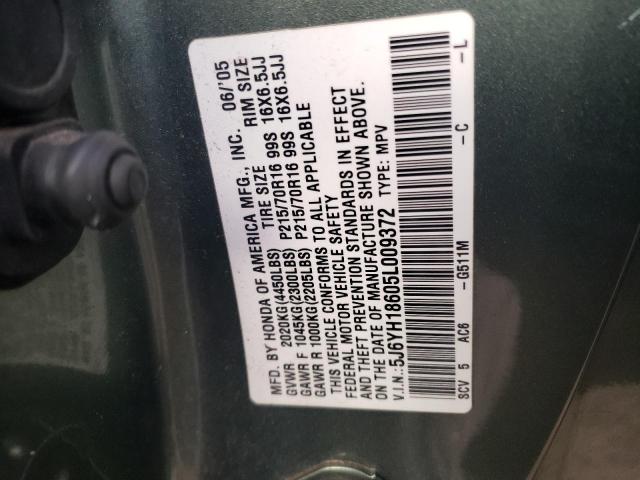 MFD. BY HONDA OF AMERICA MFG., INC. 06/'05
GVWR 2020KG(4450LBS) TIRE SIZE RIM SIZE
GAWR F 1045KG(2300LBS) P215/70R16 99S 16X6.5JJ
GAWR R 1000KG(2205LBS) P215/70R16 99S 16X6.5JJ
THIS VEHICLE CONFORMS TO ALL APPLICABLE
FEDERAL MOTOR VEHICLE SAFETY
AND THEFT PREVENTION STANDARDS IN EFFECT
ON THE DATE OF MANUFACTURE SHOWN ABOVE.
V.I.N.:5J6YH18605L009372 TYPE: MPV
SCV 5 AC6 -G511M -C -L